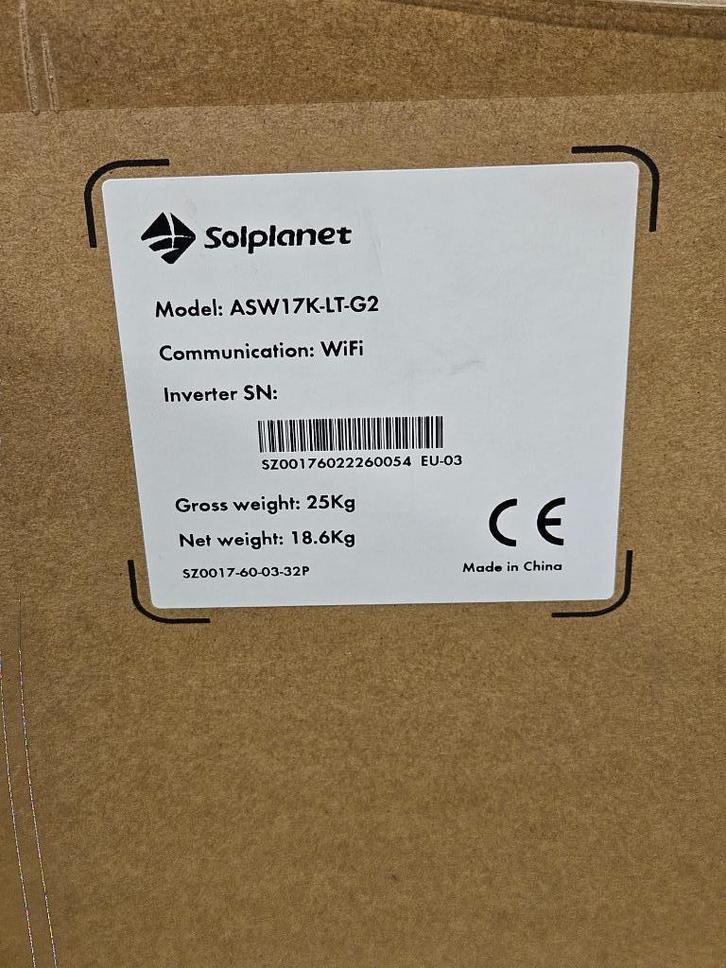 Solplanet
Model: ASW17K-LT-G2
Communication: WiFi
Inverter SN:
SZ00176022260054 EU-03
Gross weight: 25Kg
Net weight: 18.6Kg
CE
SZ0017-60-03-32P
Made in China